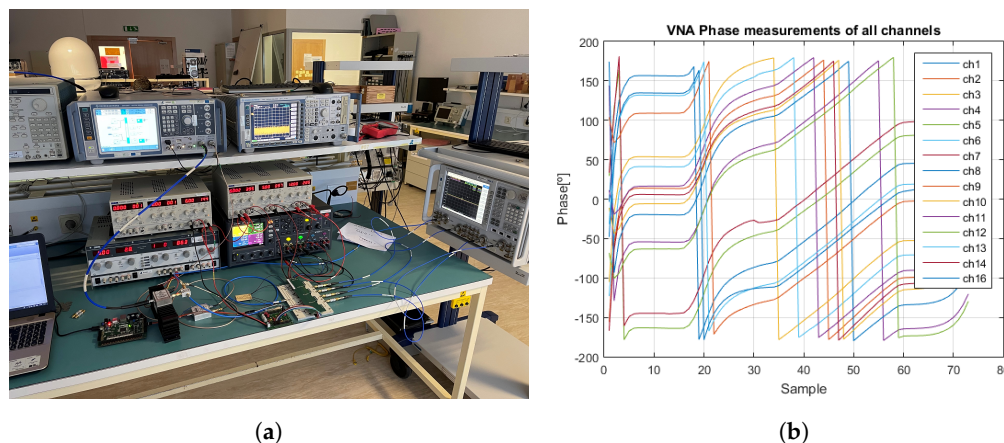 VNA Phase measurements of all channels
200
150
100
50
0
-50
-100
-150
-200
Phase[º]
0
10
20
30
40
50
60
70
80
Sample
ch1
ch2
ch3
ch4
ch5
ch6
ch7
ch8
ch9
ch10
ch11
ch12
ch13
ch14
ch16
(a)
(b)